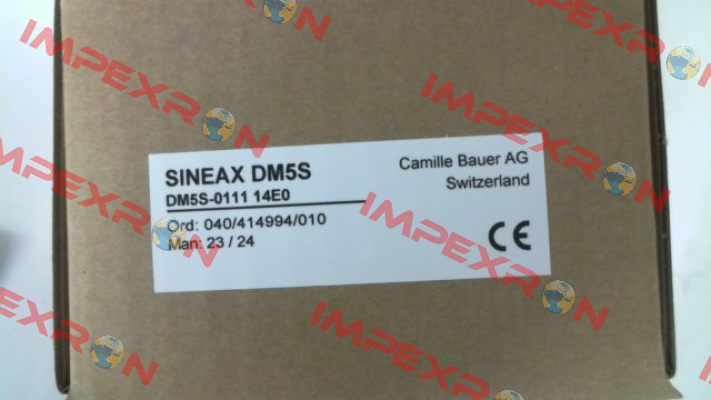 SINEAX DM5S
DM5S-0111 14E0
Ord: 040/414994/010
Man: 23 / 24
Camille Bauer AG
Switzerland
CE
IMPEXRON
IMPEXRON
IMPEXRON
IMPEXRON
IMPEXRON
IMPEXRON